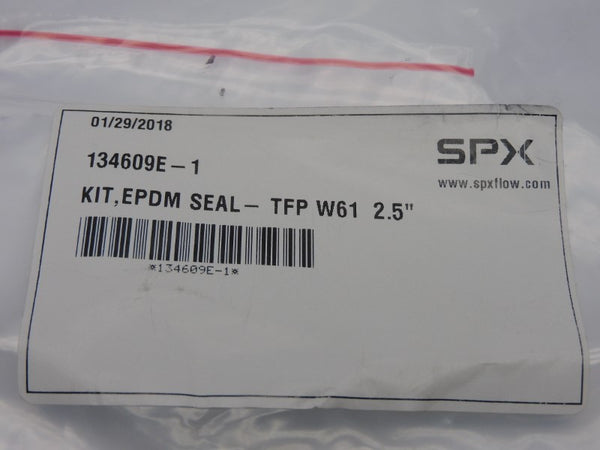 01/29/2018
SPX
134609E-1
www.spxflow.com
KIT,EPDM SEAL- TFP W61 2.5"
*134609E-1*